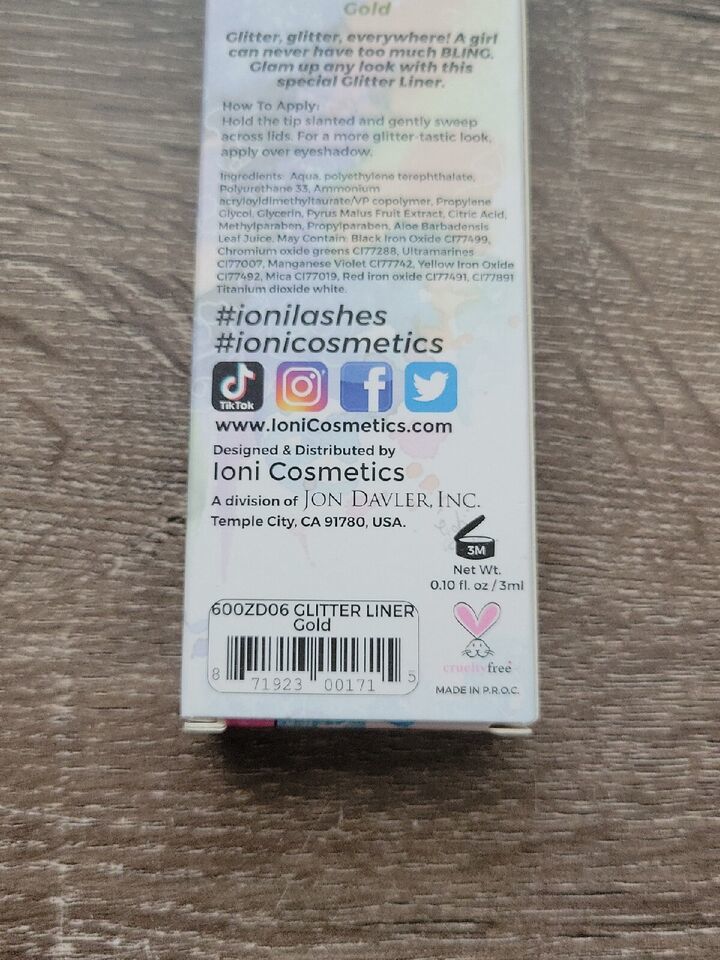 Gold
Glitter, glitter, everywhere! A girl
can never have too much BLING.
Glam up any look with this
special Glitter Liner.
How To Apply:
Hold the tip slanted and gently sweep
across lids. For a more glitter-tastic look,
apply over eyeshadow.
Ingredients: Aqua, polyethylene terephthalate,
Polyurethane 33, Ammonium
acryloyldimethyltaurate/VP copolymer, Propylene
Glycol, Glycerin, Pyrus Malus Fruit Extract, Citric Acid,
Methylparaben, Propylparaben, Aloe Barbadensis
Leaf Juice. May Contain: Black Iron Oxide CI77499,
Chromium oxide greens CI77288, Ultramarines
CI77007, Manganese Violet CI77742, Yellow Iron Oxide
CI77492, Mica CI77019, Red iron oxide CI77491, CI77891
Titanium dioxide white.
#ionilashes
#ionicosmetics
TikTok
www.IoniCosmetics.com
Designed & Distributed by
Ioni Cosmetics
A division of JON DAVLER, INC.
Temple City, CA 91780, USA.
3M
Net Wt.
0.10 fl. oz / 3ml
600ZD06 GLITTER LINER
Gold
8 71923 00171 5
crueltyfree
MADE IN P.R.O.C.